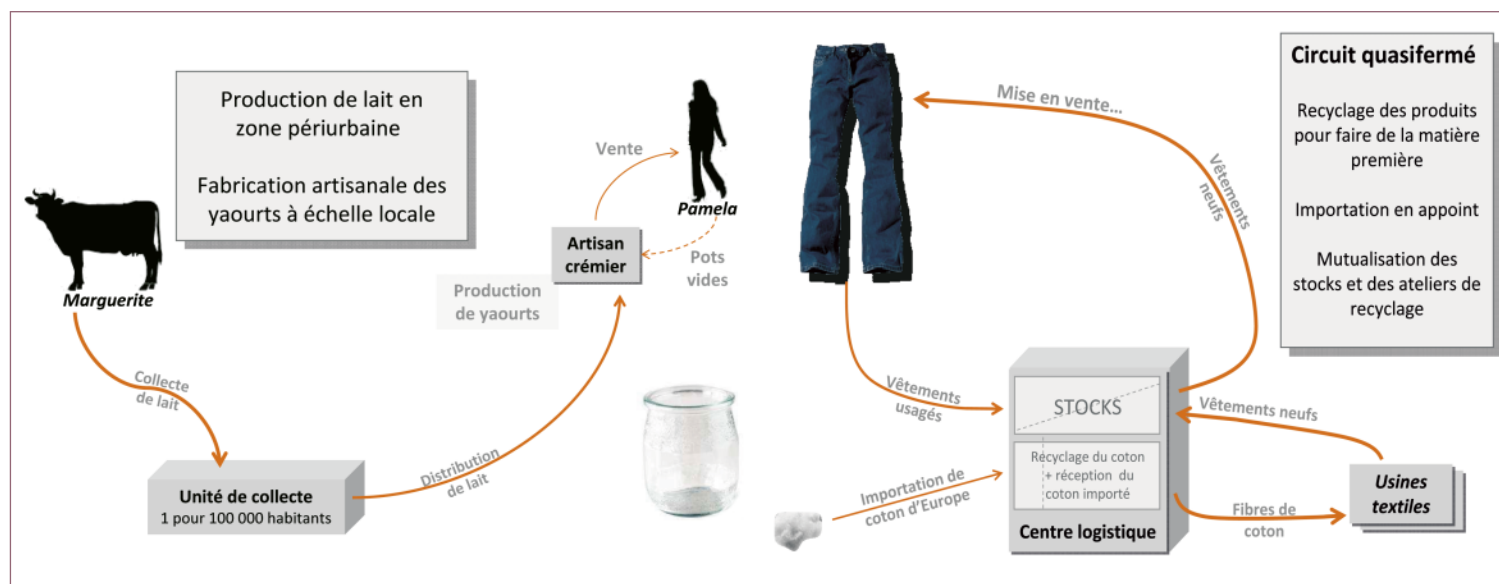 Production de lait en
zone périurbaine
Fabrication artisanale des
yaourts à échelle locale
Marguerite
Collecte
de lait
Unité de collecte
1 pour 100 000 habitants
Distribution
de lait
Production
de yaourts
Artisan
crémier
Vente
Pamela
Pots
vides
Mise en vente...
Vêtements
neufs
Vêtements
usagés
Importation de
coton d'Europe
STOCKS
Recyclage du coton
+ réception du
coton importé
Centre logistique
Vêtements neufs
Fibres de
coton
Usines
textiles
Circuit quasifermé
Recyclage des produits
pour faire de la matière
première
Importation en appoint
Mutualisation des
stocks et des ateliers de
recyclage